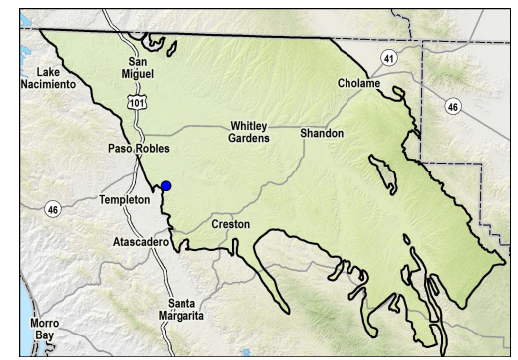 41
San
Miguel
Lake
Nacimiento
Cholame
101
46
Whitley
Gardens
Shandon
Paso Robles
Templeton
46
Creston
Atascadero
Santa
Margarita
Morro
Bay